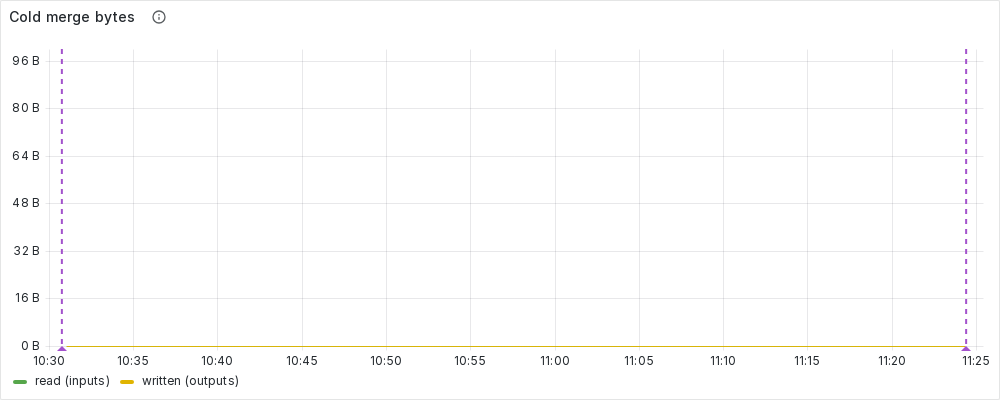 Cold merge bytes
96 B
80 B
64 B
48 B
32 B
16 B
0 B
10:30 10:35 10:40 10:45 10:50 10:55 11:00 11:05 11:10 11:15 11:20 11:25
read (inputs) written (outputs)